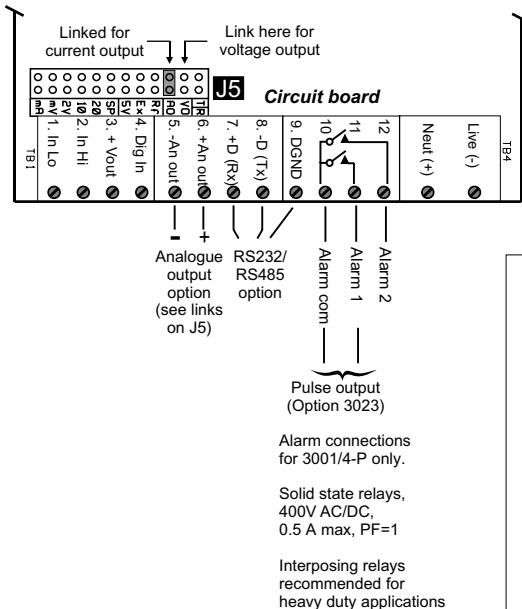 Linked for
current output
Link here for
voltage output
J5
Circuit board
mA
mV
2V
10
20
SP
5V
Ex
Rf
AO
VO
TR
TB1
1. In Lo
2. In Hi
3. + Vout
4. Dig In
5. -An out
6. +An out
7. +D (Rx)
8. -D (Tx)
9. DGND
10
11
12
Neut (+)
Live (-)
TB4
- +
Analogue
output
option
(see links
on J5)
RS232/
RS485
option
Alarm com
Alarm 1
Alarm 2
Pulse output
(Option 3023)
Alarm connections
for 3001/4-P only.
Solid state relays,
400V AC/DC,
0.5 A max, PF=1
Interposing relays
recommended for
heavy duty applications